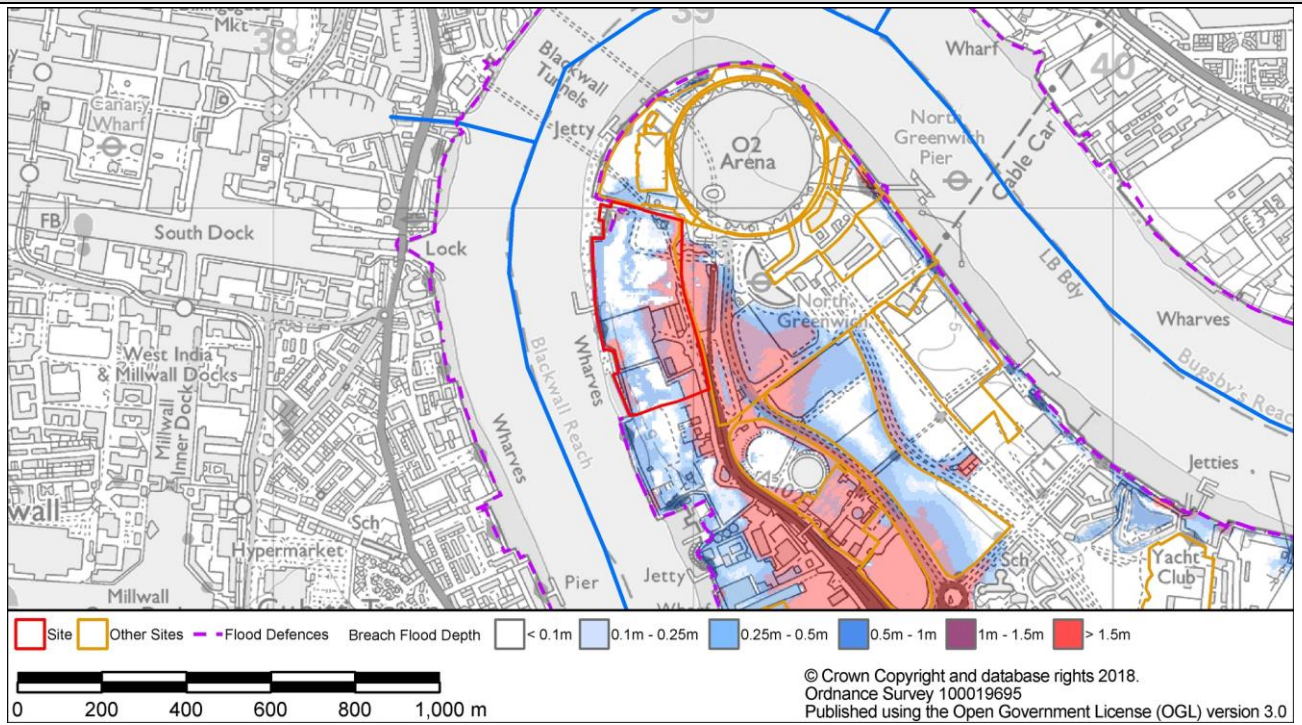 Mkt
38
39
40
Canary
Wharf
FB
South Dock
Lock
Blackwall
Tunnels
Jetty
O2
Arena
Wharf
North
Greenwich
Pier
Cable Car
LB Bdy
Wharves
Bugsby's Reach
West India
& Millwall
Docks
Millwall
Inner Dock
Wharves
Blackwall Reach
Wharves
North
Greenwich
5
Jetties
Sch
Hypermarket
Millwall
Pier
Jetty
Sch
Yacht
Club
Site
Other Sites
Flood Defences
Breach Flood Depth
< 0.1m
0.1m - 0.25m
0.25m - 0.5m
0.5m - 1m
1m - 1.5m
> 1.5m
0 200 400 600 800 1,000 m
© Crown Copyright and database rights 2018.
Ordnance Survey 100019695
Published using the Open Government License (OGL) version 3.0